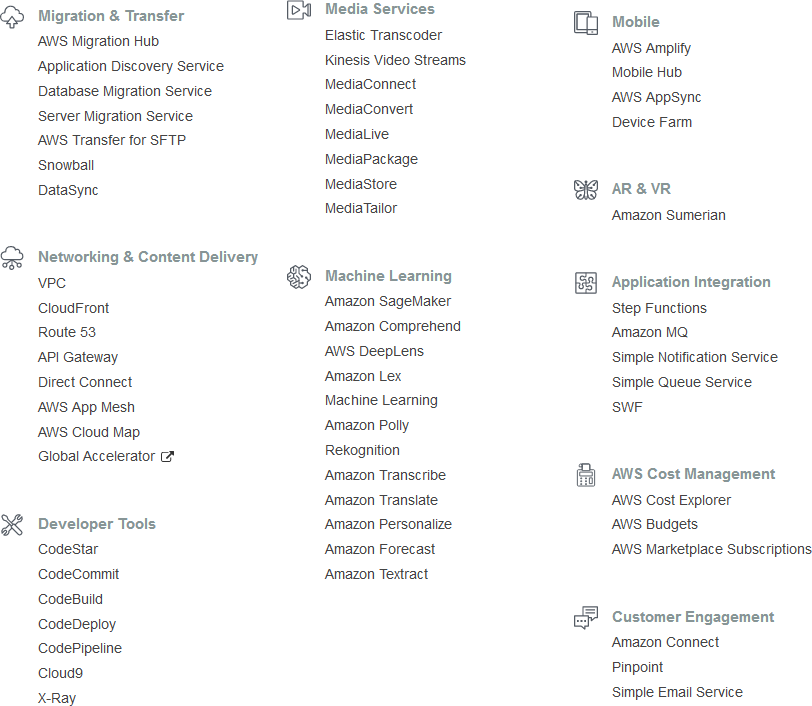 Migration & Transfer
AWS Migration Hub
Application Discovery Service
Database Migration Service
Server Migration Service
AWS Transfer for SFTP
Snowball
DataSync
Networking & Content Delivery
VPC
CloudFront
Route 53
API Gateway
Direct Connect
AWS App Mesh
AWS Cloud Map
Global Accelerator
Developer Tools
CodeStar
CodeCommit
CodeBuild
CodeDeploy
CodePipeline
Cloud9
X-Ray
Media Services
Elastic Transcoder
Kinesis Video Streams
MediaConnect
MediaConvert
MediaLive
MediaPackage
MediaStore
MediaTailor
Machine Learning
Amazon SageMaker
Amazon Comprehend
AWS DeepLens
Amazon Lex
Machine Learning
Amazon Polly
Rekognition
Amazon Transcribe
Amazon Translate
Amazon Personalize
Amazon Forecast
Amazon Textract
Mobile
AWS Amplify
Mobile Hub
AWS AppSync
Device Farm
AR & VR
Amazon Sumerian
Application Integration
Step Functions
Amazon MQ
Simple Notification Service
Simple Queue Service
SWF
AWS Cost Management
AWS Cost Explorer
AWS Budgets
AWS Marketplace Subscriptions
Customer Engagement
Amazon Connect
Pinpoint
Simple Email Service